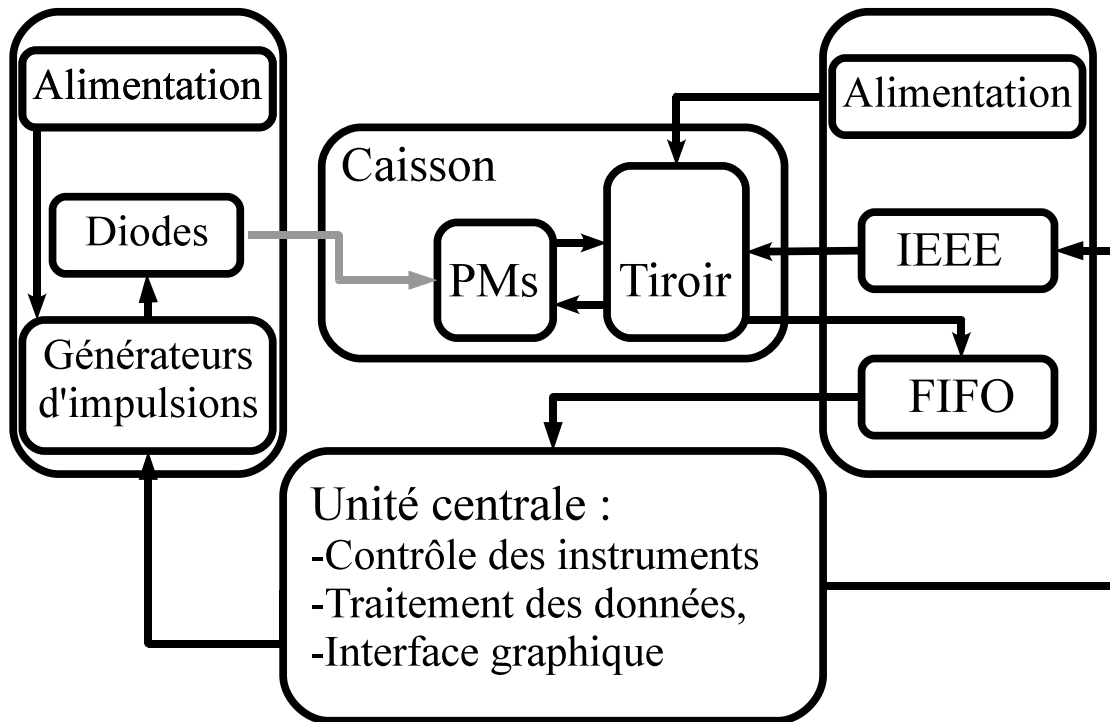 Alimentation
Diodes
Générateurs
d'impulsions
Caisson
PMs
Tiroir
Alimentation
IEEE
FIFO
Unité centrale :
-Contrôle des instruments
-Traitement des données,
-Interface graphique